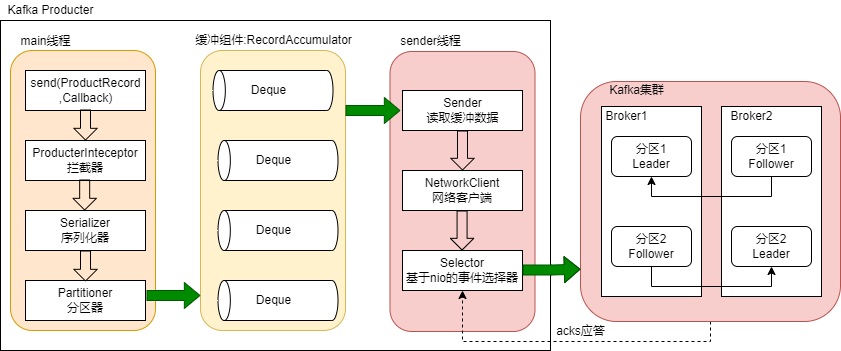 Kafka Producter
main线程
send(ProductRecord
,Callback)
ProducterInteceptor
拦截器
Serializer
序列化器
Partitioner
分区器
缓冲组件:RecordAccumulator
Deque
Deque
Deque
Deque
sender线程
Sender
读取缓冲数据
NetworkClient
网络客户端
Selector
基于nio的事件选择器
Kafka集群
Broker1
分区1
Leader
分区2
Follower
Broker2
分区1
Follower
分区2
Leader
acks应答